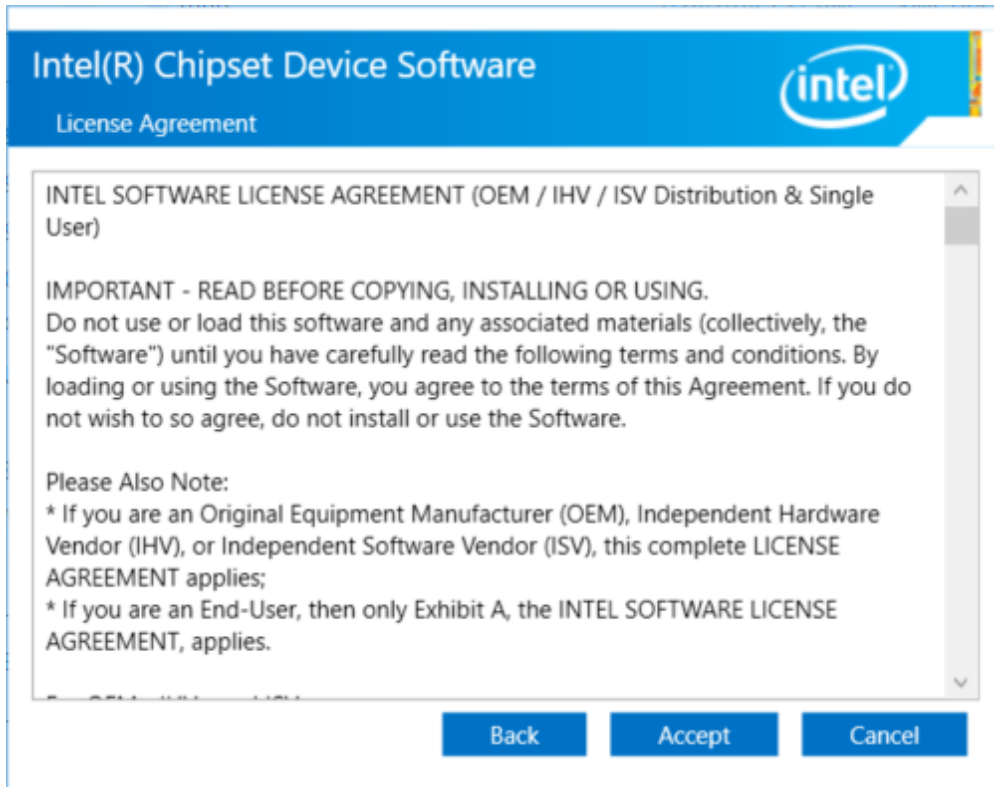 Intel(R) Chipset Device Software
intel
License Agreement
INTEL SOFTWARE LICENSE AGREEMENT (OEM / IHV / ISV Distribution & Single
User)
IMPORTANT - READ BEFORE COPYING, INSTALLING OR USING.
Do not use or load this software and any associated materials (collectively, the
"Software") until you have carefully read the following terms and conditions. By
loading or using the Software, you agree to the terms of this Agreement. If you do
not wish to so agree, do not install or use the Software.
Please Also Note:
* If you are an Original Equipment Manufacturer (OEM), Independent Hardware
Vendor (IHV), or Independent Software Vendor (ISV), this complete LICENSE
AGREEMENT applies;
* If you are an End-User, then only Exhibit A, the INTEL SOFTWARE LICENSE
AGREEMENT, applies.
Back
Accept
Cancel